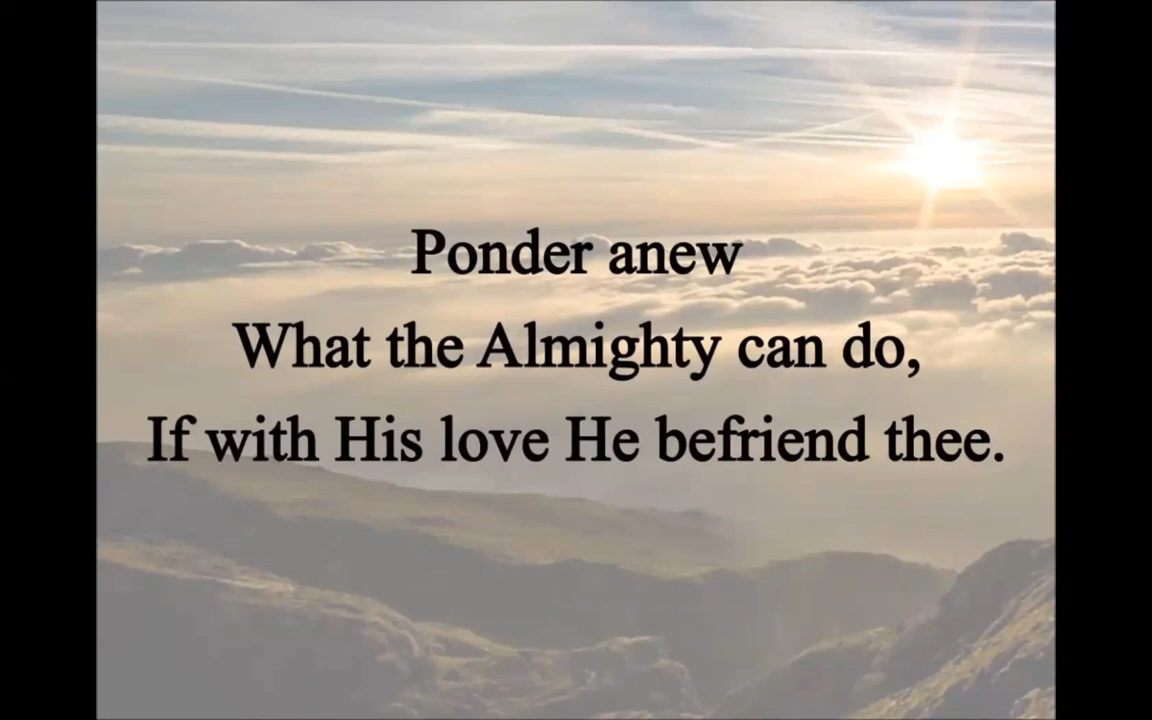 Ponder anew
What the Almighty can do,
If with His love He befriend thee.